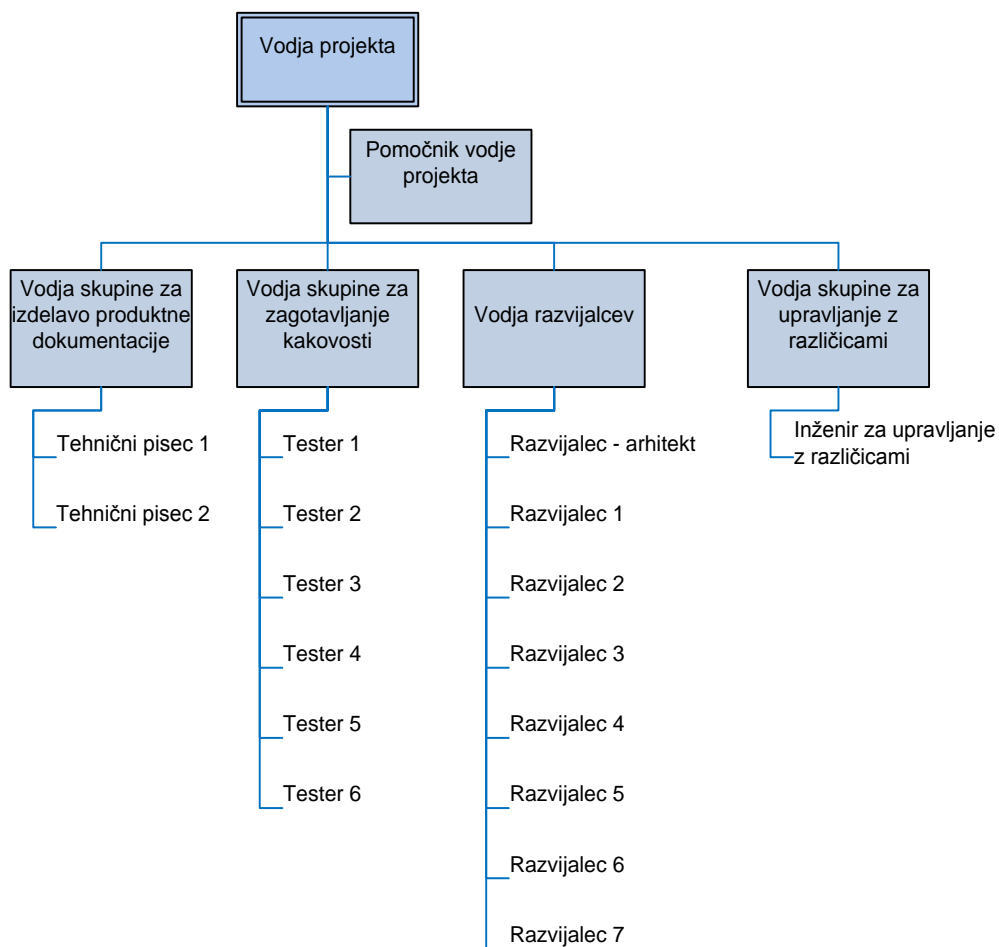 Vodja projekta
Pomočnik vodje
projekta
Vodja skupine za
izdelavo produktne
dokumentacije
Vodja skupine za
zagotavljanje
kakovosti
Vodja razvijalcev
Vodja skupine za
upravljanje z
različicami
Tehnični pisec 1
Tehnični pisec 2
Tester 1
Tester 2
Tester 3
Tester 4
Tester 5
Tester 6
Razvijalec - arhitekt
Razvijalec 1
Razvijalec 2
Razvijalec 3
Razvijalec 4
Razvijalec 5
Razvijalec 6
Razvijalec 7
Inženir za upravljanje
z različicami